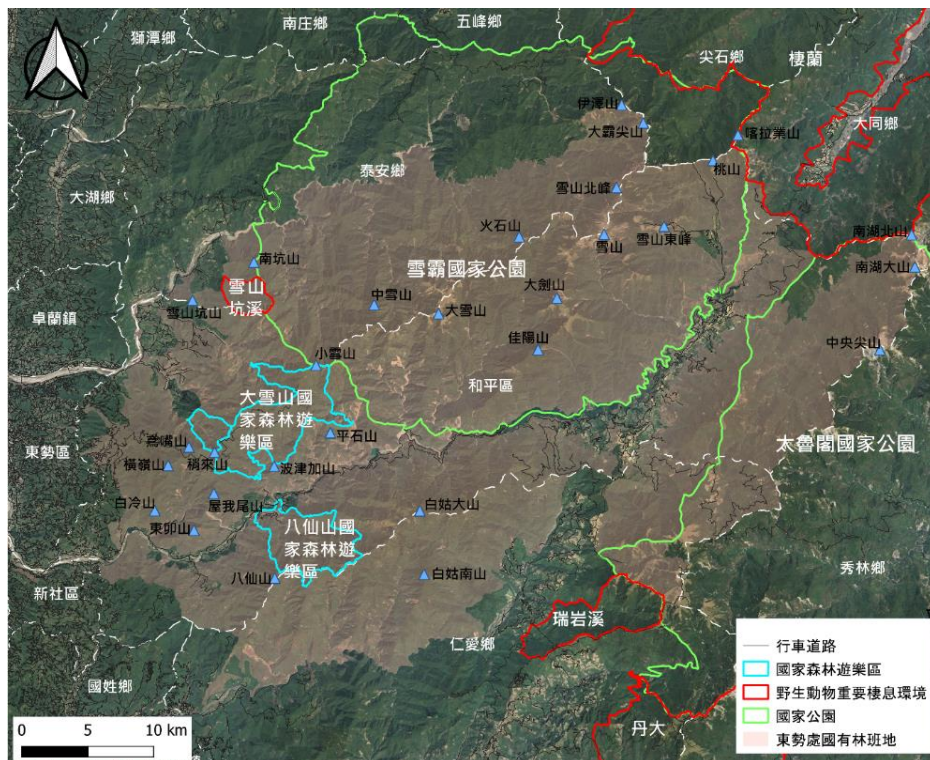 南庄鄉
五峰鄉
獅潭鄉
尖石鄉
棲蘭
伊澤山
大霸尖山
喀拉業山
大同鄉
泰安鄉
桃山
大湖鄉
雪山北峰
火石山
雪山
雪山東峰
南湖北山
南坑山
雪霸國家公園
南湖大山
雪山
坑溪
中雪山
大劍山
雪山坑山
大雪山
卓蘭鎮
小雪山
佳陽山
中央尖山
和平區
大雪山國
家森林遊
樂區
平石山
鳶嘴山
太魯閣國家公園
東勢區
橫嶺山
稍來山
波津加山
屋我尾山
白冷山
白姑大山
東卯山
八仙山國
家森林遊
樂區
八仙山
白姑南山
秀林鄉
新社區
瑞岩溪
仁愛鄉
國姓鄉
丹大
行車道路
國家森林遊樂區
野生動物重要棲息環境
國家公園
東勢處國有林班地
0 5 10 km